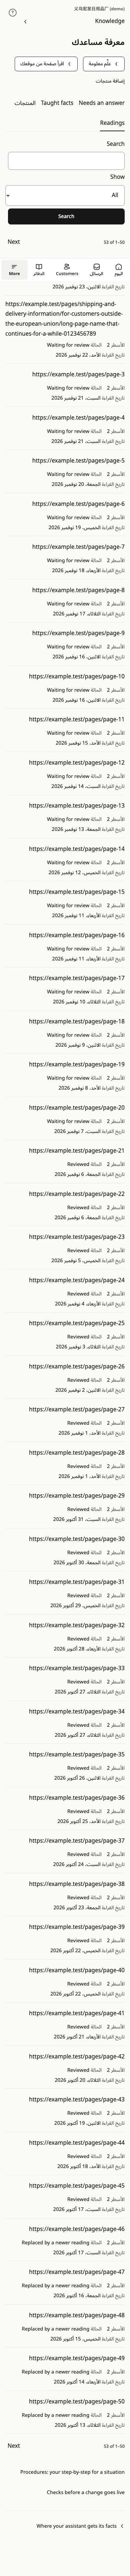 义乌丽发日用品厂 (demo)
Knowledge
معرفة مساعدك
علّم معلومة
اقرأ صفحة من موقعك
إضافة منتجات
Needs an answer
Taught facts
المنتجات
Readings
Search
Show
All
Search
53 of 1–50
Next
اليوم
الرسائل
Customers
الدفاتر
More
تاريخ القراءة الاثنين، 23 نوفمبر 2026
https://example.test/pages/shipping-and-
delivery-information-for-customers-outside-
the-european-union/long-page-name-that-
continues-for-a-while-0123456789
الأسطر 2 الحالة Waiting for review
تاريخ القراءة الأحد، 22 نوفمبر 2026
https://example.test/pages/page-3
الأسطر 2 الحالة Waiting for review
تاريخ القراءة السبت، 21 نوفمبر 2026
https://example.test/pages/page-4
الأسطر 2 الحالة Waiting for review
تاريخ القراءة السبت، 21 نوفمبر 2026
https://example.test/pages/page-5
الأسطر 2 الحالة Waiting for review
تاريخ القراءة الجمعة، 20 نوفمبر 2026
https://example.test/pages/page-6
الأسطر 2 الحالة Waiting for review
تاريخ القراءة الخميس، 19 نوفمبر 2026
https://example.test/pages/page-7
الأسطر 2 الحالة Waiting for review
تاريخ القراءة الأربعاء، 18 نوفمبر 2026
https://example.test/pages/page-8
الأسطر 2 الحالة Waiting for review
تاريخ القراءة الثلاثاء، 17 نوفمبر 2026
https://example.test/pages/page-9
الأسطر 2 الحالة Waiting for review
تاريخ القراءة الاثنين، 16 نوفمبر 2026
https://example.test/pages/page-10
الأسطر 2 الحالة Waiting for review
تاريخ القراءة الاثنين، 16 نوفمبر 2026
https://example.test/pages/page-11
الأسطر 2 الحالة Waiting for review
تاريخ القراءة الأحد، 15 نوفمبر 2026
https://example.test/pages/page-12
الأسطر 2 الحالة Waiting for review
تاريخ القراءة السبت، 14 نوفمبر 2026
https://example.test/pages/page-13
الأسطر 2 الحالة Waiting for review
تاريخ القراءة الجمعة، 13 نوفمبر 2026
https://example.test/pages/page-14
الأسطر 2 الحالة Waiting for review
تاريخ القراءة الخميس، 12 نوفمبر 2026
https://example.test/pages/page-15
الأسطر 2 الحالة Waiting for review
تاريخ القراءة الأربعاء، 11 نوفمبر 2026
https://example.test/pages/page-16
الأسطر 2 الحالة Waiting for review
تاريخ القراءة الأربعاء، 11 نوفمبر 2026
https://example.test/pages/page-17
الأسطر 2 الحالة Waiting for review
تاريخ القراءة الثلاثاء، 10 نوفمبر 2026
https://example.test/pages/page-18
الأسطر 2 الحالة Waiting for review
تاريخ القراءة الاثنين، 9 نوفمبر 2026
https://example.test/pages/page-19
الأسطر 2 الحالة Waiting for review
تاريخ القراءة الأحد، 8 نوفمبر 2026
https://example.test/pages/page-20
الأسطر 2 الحالة Waiting for review
تاريخ القراءة السبت، 7 نوفمبر 2026
https://example.test/pages/page-21
الأسطر 2 الحالة Reviewed
تاريخ القراءة الجمعة، 6 نوفمبر 2026
https://example.test/pages/page-22
الأسطر 2 الحالة Reviewed
تاريخ القراءة الجمعة، 6 نوفمبر 2026
https://example.test/pages/page-23
الأسطر 2 الحالة Reviewed
تاريخ القراءة الخميس، 5 نوفمبر 2026
https://example.test/pages/page-24
الأسطر 2 الحالة Reviewed
تاريخ القراءة الأربعاء، 4 نوفمبر 2026
https://example.test/pages/page-25
الأسطر 2 الحالة Reviewed
تاريخ القراءة الثلاثاء، 3 نوفمبر 2026
https://example.test/pages/page-26
الأسطر 2 الحالة Reviewed
تاريخ القراءة الاثنين، 2 نوفمبر 2026
https://example.test/pages/page-27
الأسطر 2 الحالة Reviewed
تاريخ القراءة الأحد، 1 نوفمبر 2026
https://example.test/pages/page-28
الأسطر 2 الحالة Reviewed
تاريخ القراءة الأحد، 1 نوفمبر 2026
https://example.test/pages/page-29
الأسطر 2 الحالة Reviewed
تاريخ القراءة السبت، 31 أكتوبر 2026
https://example.test/pages/page-30
الأسطر 2 الحالة Reviewed
تاريخ القراءة الجمعة، 30 أكتوبر 2026
https://example.test/pages/page-31
الأسطر 2 الحالة Reviewed
تاريخ القراءة الخميس، 29 أكتوبر 2026
https://example.test/pages/page-32
الأسطر 2 الحالة Reviewed
تاريخ القراءة الأربعاء، 28 أكتوبر 2026
https://example.test/pages/page-33
الأسطر 2 الحالة Reviewed
تاريخ القراءة الثلاثاء، 27 أكتوبر 2026
https://example.test/pages/page-34
الأسطر 2 الحالة Reviewed
تاريخ القراءة الثلاثاء، 27 أكتوبر 2026
https://example.test/pages/page-35
الأسطر 2 الحالة Reviewed
تاريخ القراءة الاثنين، 26 أكتوبر 2026
https://example.test/pages/page-36
الأسطر 2 الحالة Reviewed
تاريخ القراءة الأحد، 25 أكتوبر 2026
https://example.test/pages/page-37
الأسطر 2 الحالة Reviewed
تاريخ القراءة السبت، 24 أكتوبر 2026
https://example.test/pages/page-38
الأسطر 2 الحالة Reviewed
تاريخ القراءة الجمعة، 23 أكتوبر 2026
https://example.test/pages/page-39
الأسطر 2 الحالة Reviewed
تاريخ القراءة الخميس، 22 أكتوبر 2026
https://example.test/pages/page-40
الأسطر 2 الحالة Reviewed
تاريخ القراءة الخميس، 22 أكتوبر 2026
https://example.test/pages/page-41
الأسطر 2 الحالة Reviewed
تاريخ القراءة الأربعاء، 21 أكتوبر 2026
https://example.test/pages/page-42
الأسطر 2 الحالة Reviewed
تاريخ القراءة الثلاثاء، 20 أكتوبر 2026
https://example.test/pages/page-43
الأسطر 2 الحالة Reviewed
تاريخ القراءة الاثنين، 19 أكتوبر 2026
https://example.test/pages/page-44
الأسطر 2 الحالة Reviewed
تاريخ القراءة الأحد، 18 أكتوبر 2026
https://example.test/pages/page-45
الأسطر 2 الحالة Reviewed
تاريخ القراءة السبت، 17 أكتوبر 2026
https://example.test/pages/page-46
الأسطر 2 الحالة Replaced by a newer reading
تاريخ القراءة السبت، 17 أكتوبر 2026
https://example.test/pages/page-47
الأسطر 2 الحالة Replaced by a newer reading
تاريخ القراءة الجمعة، 16 أكتوبر 2026
https://example.test/pages/page-48
الأسطر 2 الحالة Replaced by a newer reading
تاريخ القراءة الخميس، 15 أكتوبر 2026
https://example.test/pages/page-49
الأسطر 2 الحالة Replaced by a newer reading
تاريخ القراءة الأربعاء، 14 أكتوبر 2026
https://example.test/pages/page-50
الأسطر 2 الحالة Replaced by a newer reading
تاريخ القراءة الثلاثاء، 13 أكتوبر 2026
53 of 1–50
Next
Procedures: your step-by-step for a situation
Checks before a change goes live
Where your assistant gets its facts